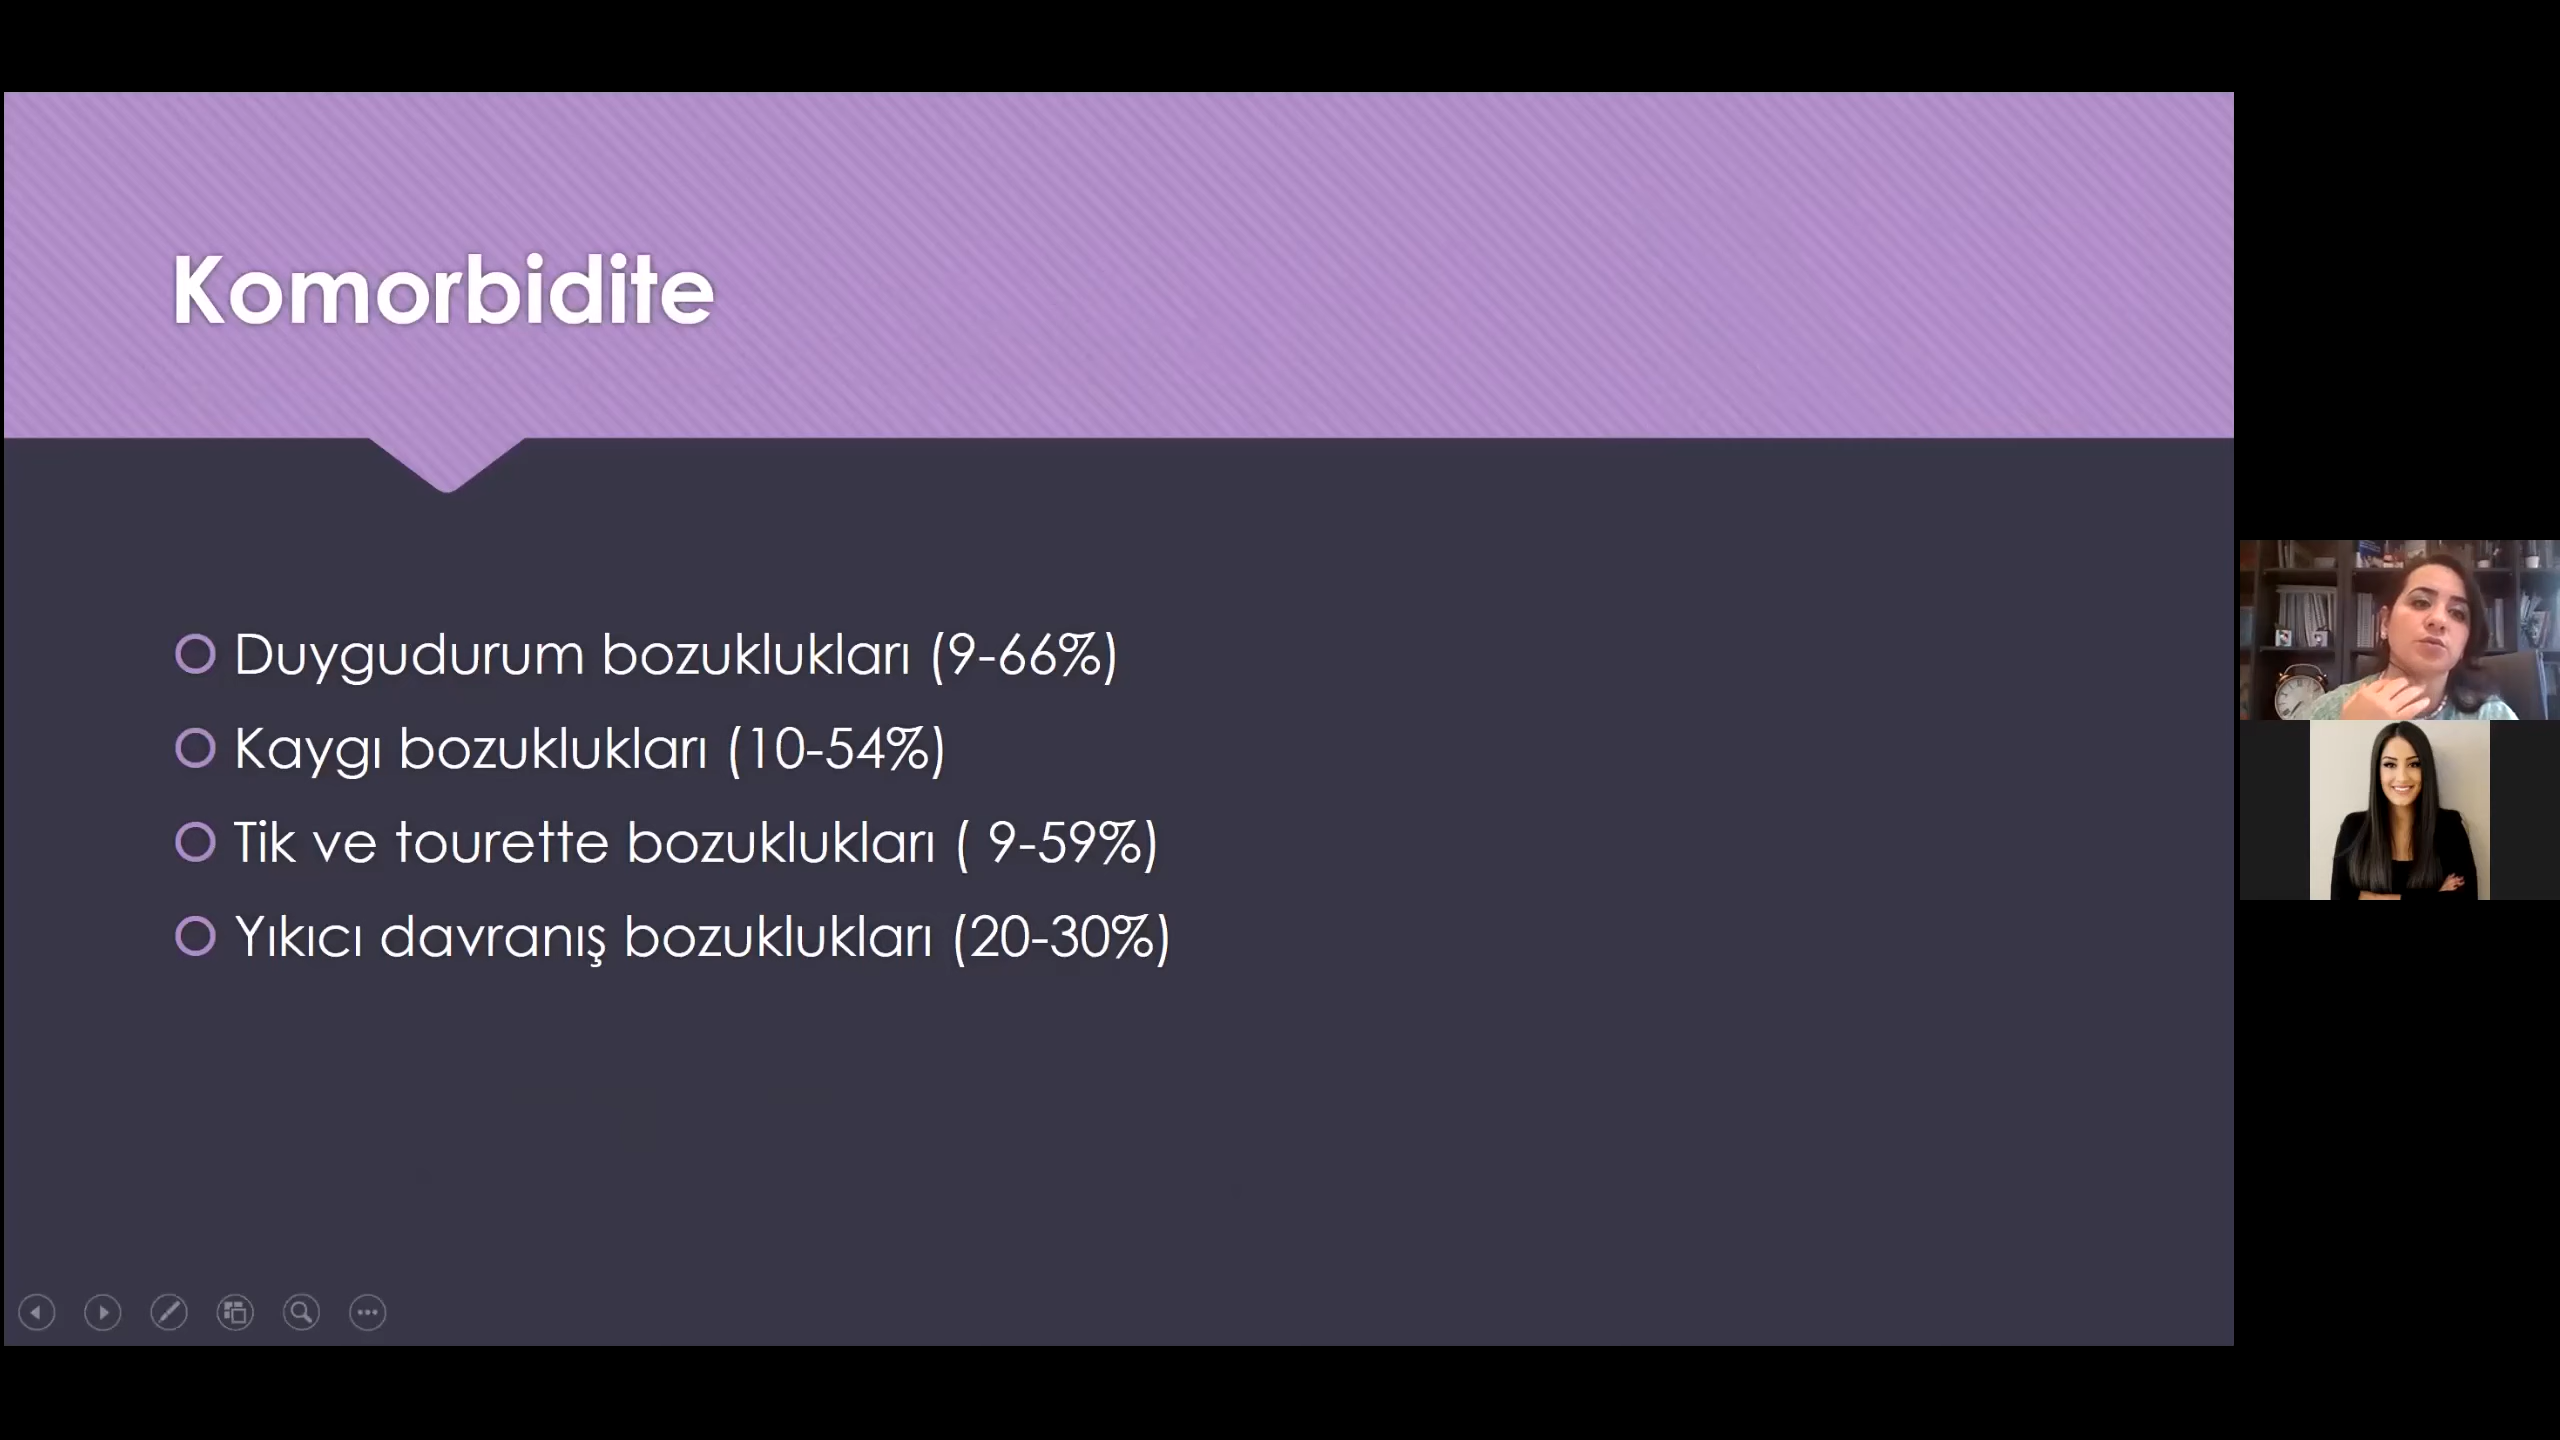 Komorbidite
Duygudurum bozuklukları (9-66%)
Kaygı bozuklukları (10-54%)
Tik ve tourette bozuklukları ( 9-59%)
Yıkıcı davranış bozuklukları (20-30%)